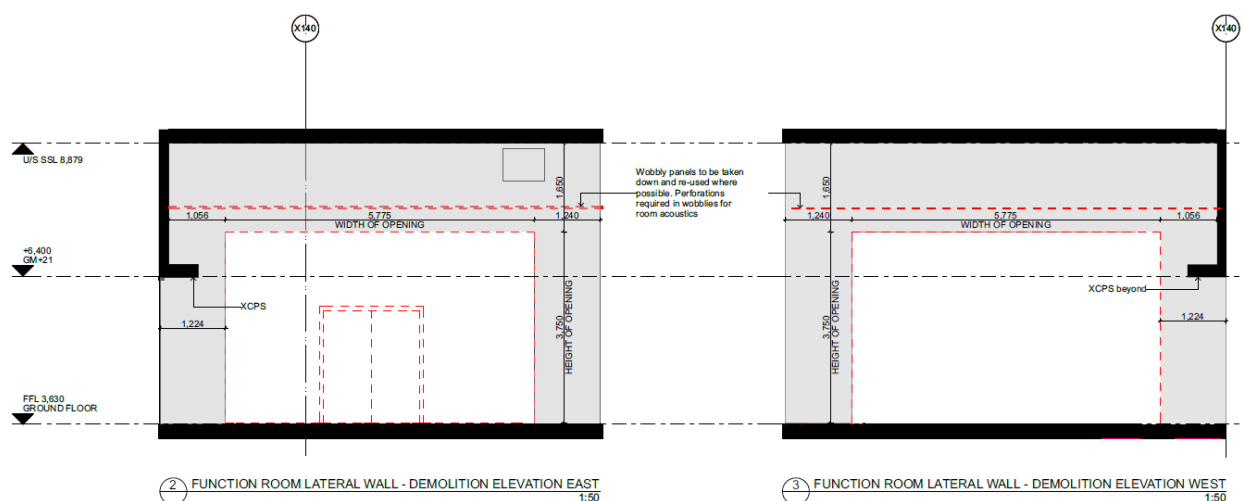 X140
X140
U/S SSL 8,879
Wobbly panels to be taken
down and re-used where
possible. Perforations
required in wobblies for
room acoustics
1,650
1,650
1,056
5,775
1,240
WIDTH OF OPENING
1,240
5,775
1,056
WIDTH OF OPENING
+6,400
GM+21
XCPS
XCPS beyond
1,224
3,750
HEIGHT OF OPENING
3,750
HEIGHT OF OPENING
1,224
FFL 3,630
GROUND FLOOR
2 FUNCTION ROOM LATERAL WALL - DEMOLITION ELEVATION EAST
1:50
3 FUNCTION ROOM LATERAL WALL - DEMOLITION ELEVATION WEST
1:50